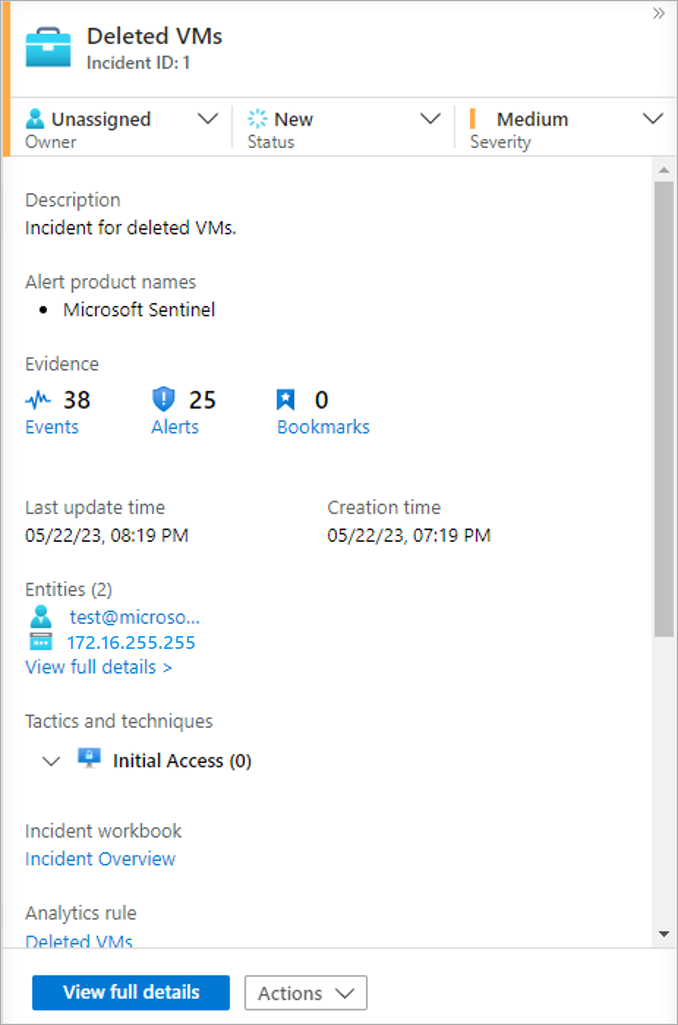 Deleted VMs
Incident ID: 1
Unassigned New Medium
Owner Status Severity
Description
Incident for deleted VMs.
Alert product names
• Microsoft Sentinel
Evidence
38 25 0
Events Alerts Bookmarks
Last update time Creation time
05/22/23, 08:19 PM 05/22/23, 07:19 PM
Entities (2)
test@microso...
172.16.255.255
View full details >
Tactics and techniques
Initial Access (0)
Incident workbook
Incident Overview
Analytics rule
Deleted VMs
View full details Actions